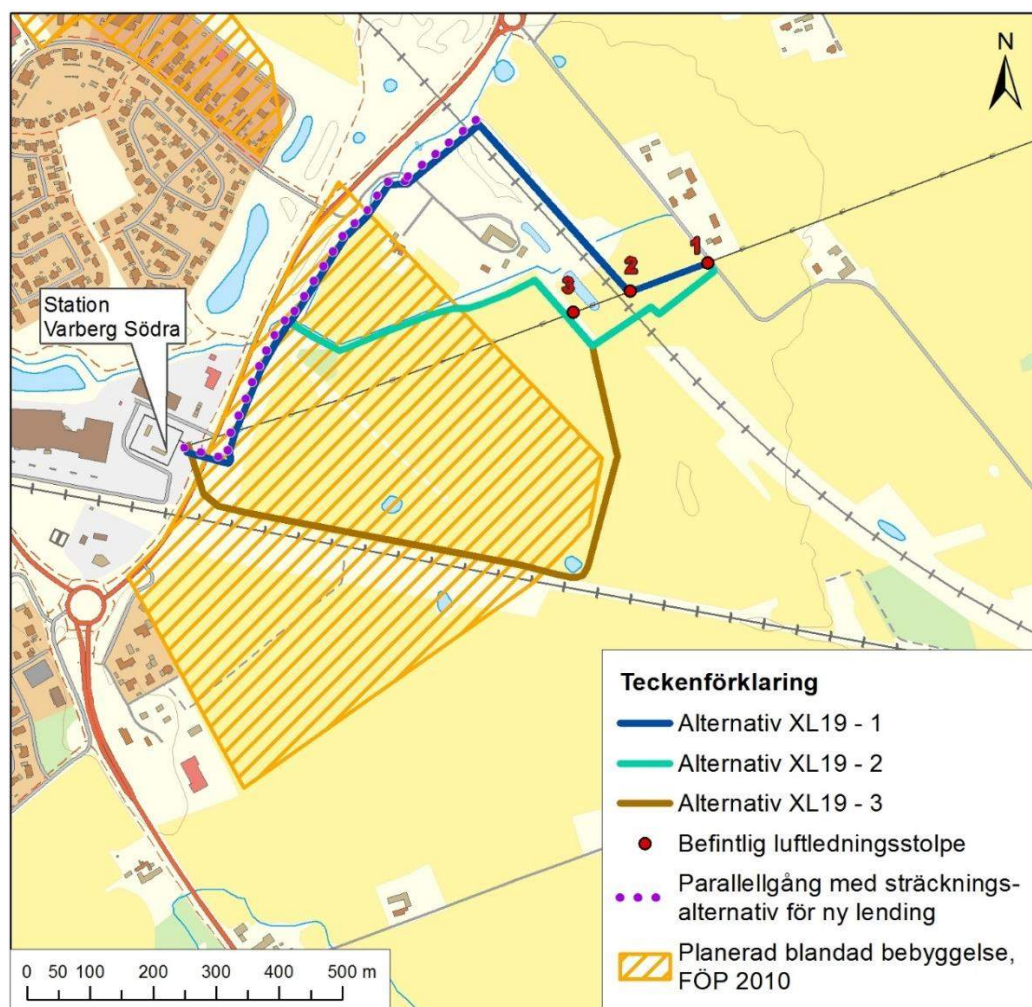 N
1
2
3
Station
Varberg Södra
Teckenförklaring
Alternativ XL19 - 1
Alternativ XL19 - 2
Alternativ XL19 - 3
Befintlig luftledningsstolpe
Parallellgång med sträcknings-
alternativ för ny lending
Planerad blandad bebyggelse,
FÖP 2010
0 50 100 200 300 400 500 m